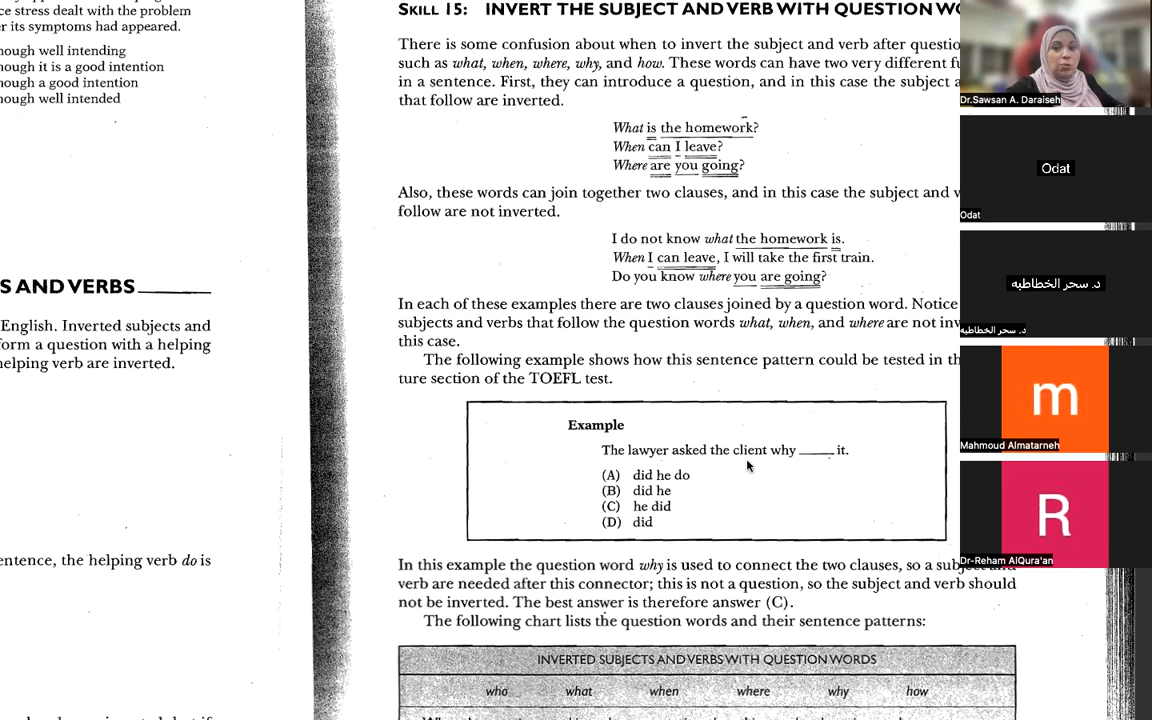 ce stress dealt with the problem
er its symptoms had appeared.
hough well intending
hough it is a good intention
hough a good intention
hough well intended
S AND VERBS
English. Inverted subjects and
form a question with a helping
helping verb are inverted.
entence, the helping verb do is
SKILL 15: INVERT THE SUBJECT AND VERB WITH QUESTION WO
There is some confusion about when to invert the subject and verb after questio
such as what, when, where, why, and how. These words can have two very different fu
in a sentence. First, they can introduce a question, and in this case the subject a
that follow are inverted.
What is the homework?
When can I leave?
Where are you going?
Also, these words can join together two clauses, and in this case the subject and v
follow are not inverted.
I do not know what the homework is.
When I can leave, I will take the first train.
Do you know where you are going?
In each of these examples there are two clauses joined by a question word. Notice
subjects and verbs that follow the question words what, when, and where are not inv
this case.
The following example shows how this sentence pattern could be tested in th
ture section of the TOEFL test.
Example
The lawyer asked the client why _____ it.
(A) did he do
(B) did he
(C) he did
(D) did
In this example the question word why is used to connect the two clauses, so a subject and
verb are needed after this connector; this is not a question, so the subject and verb should
not be inverted. The best answer is therefore answer (C).
The following chart lists the question words and their sentence patterns:
INVERTED SUBJECTS AND VERBS WITH QUESTION WORDS
who what when where why how
Dr.Sawsan A. Daraiseh
Odat
Odat
د. سحر الخطاطبه
د. سحر الخطاطبه
m
Mahmoud Almatarneh
R
Dr-Reham AlQura'an